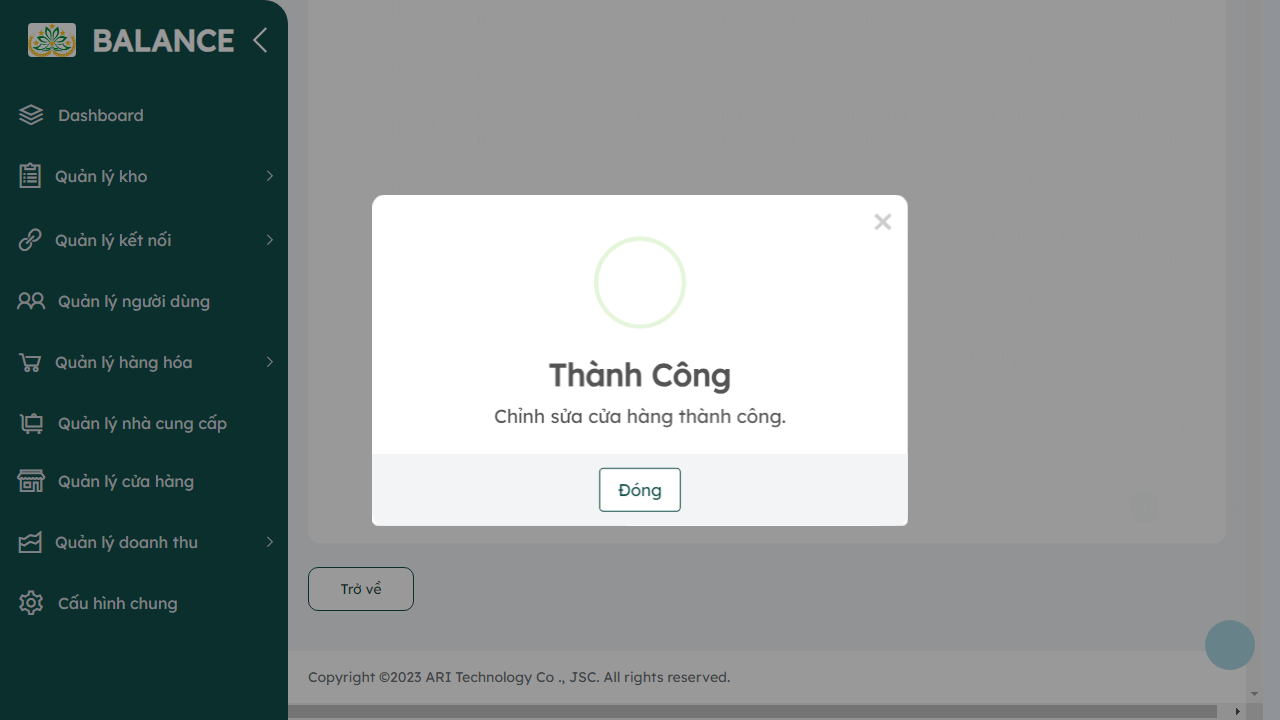 BALANCE
Dashboard
Quản lý kho
Quản lý kết nối
Quản lý người dùng
Quản lý hàng hóa
Quản lý nhà cung cấp
Quản lý cửa hàng
Quản lý doanh thu
Cấu hình chung
×
Thành Công
Chỉnh sửa cửa hàng thành công.
Đóng
Trở về
Copyright ©2023 ARI Technology Co ., JSC. All rights reserved.